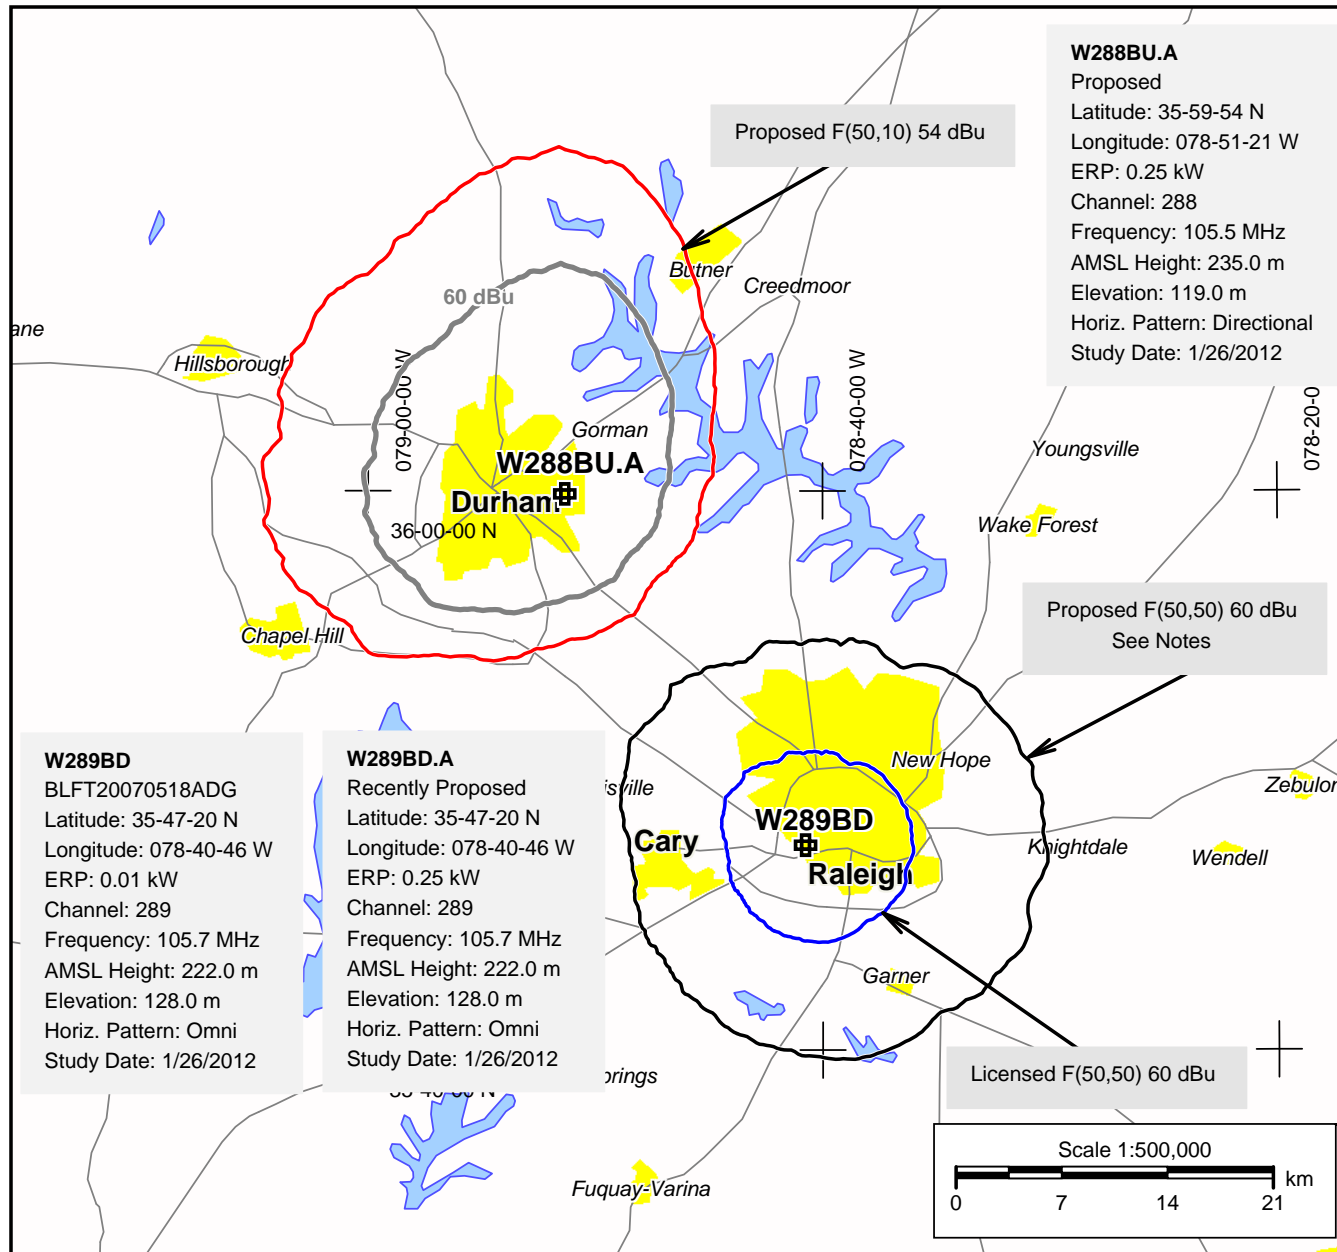 W288BU.A
Proposed
Latitude: 35-59-54 N
Longitude: 078-51-21 W
ERP: 0.25 kW
Channel: 288
Frequency: 105.5 MHz
AMSL Height: 235.0 m
Elevation: 119.0 m
Horiz. Pattern: Directional
Study Date: 1/26/2012
Proposed F(50,10) 54 dBu
Butner
Creedmoor
60 dBu
ane
Hillsborough
079-00-00 W
078-40-00 W
078-20-0
Gorman
Youngsville
W288BU.A
Durham
36-00-00 N
Wake Forest
Chapel Hill
Proposed F(50,50) 60 dBu
See Notes
W289BD
BLFT20070518ADG
Latitude: 35-47-20 N
Longitude: 078-40-46 W
ERP: 0.01 kW
Channel: 289
Frequency: 105.7 MHz
AMSL Height: 222.0 m
Elevation: 128.0 m
Horiz. Pattern: Omni
Study Date: 1/26/2012
W289BD.A
Recently Proposed
Latitude: 35-47-20 N
Longitude: 078-40-46 W
ERP: 0.25 kW
Channel: 289
Frequency: 105.7 MHz
AMSL Height: 222.0 m
Elevation: 128.0 m
Horiz. Pattern: Omni
Study Date: 1/26/2012
isville
New Hope
Zebulon
W289BD
Cary
Knightdale
Wendell
Raleigh
Garner
Licensed F(50,50) 60 dBu
prings
Fuquay-Varina
Scale 1:500,000
km
0 7 14 21